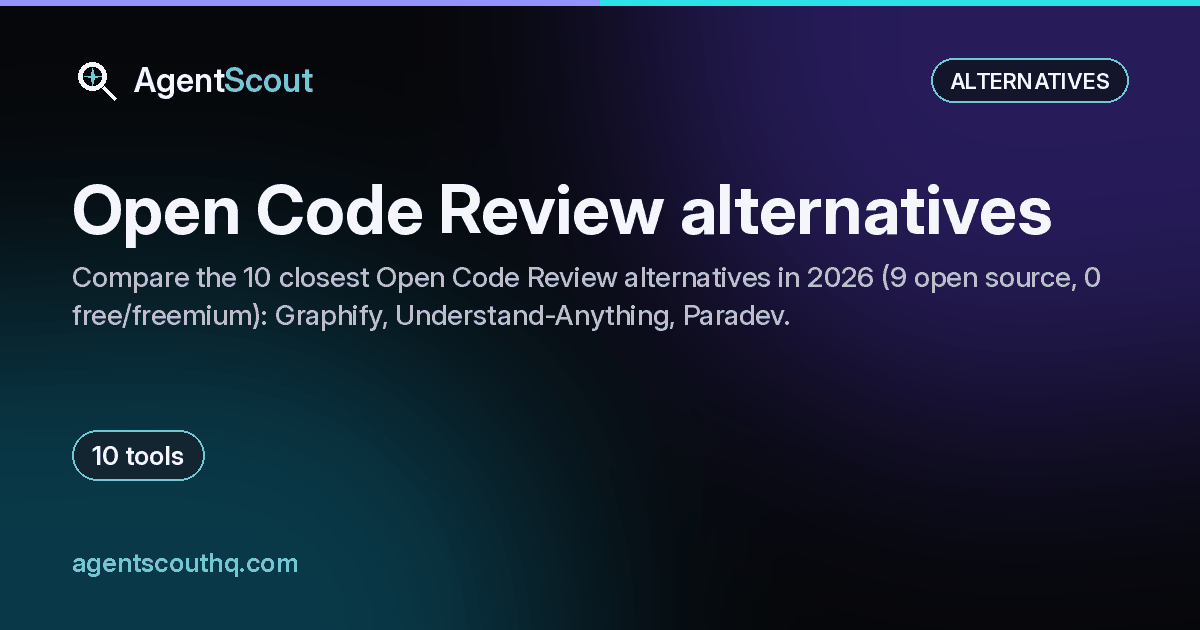 AgentScout
ALTERNATIVES
Open Code Review alternatives
Compare the 10 closest Open Code Review alternatives in 2026 (9 open source, 0
free/freemium): Graphify, Understand-Anything, Paradev.
10 tools
agentscouthq.com